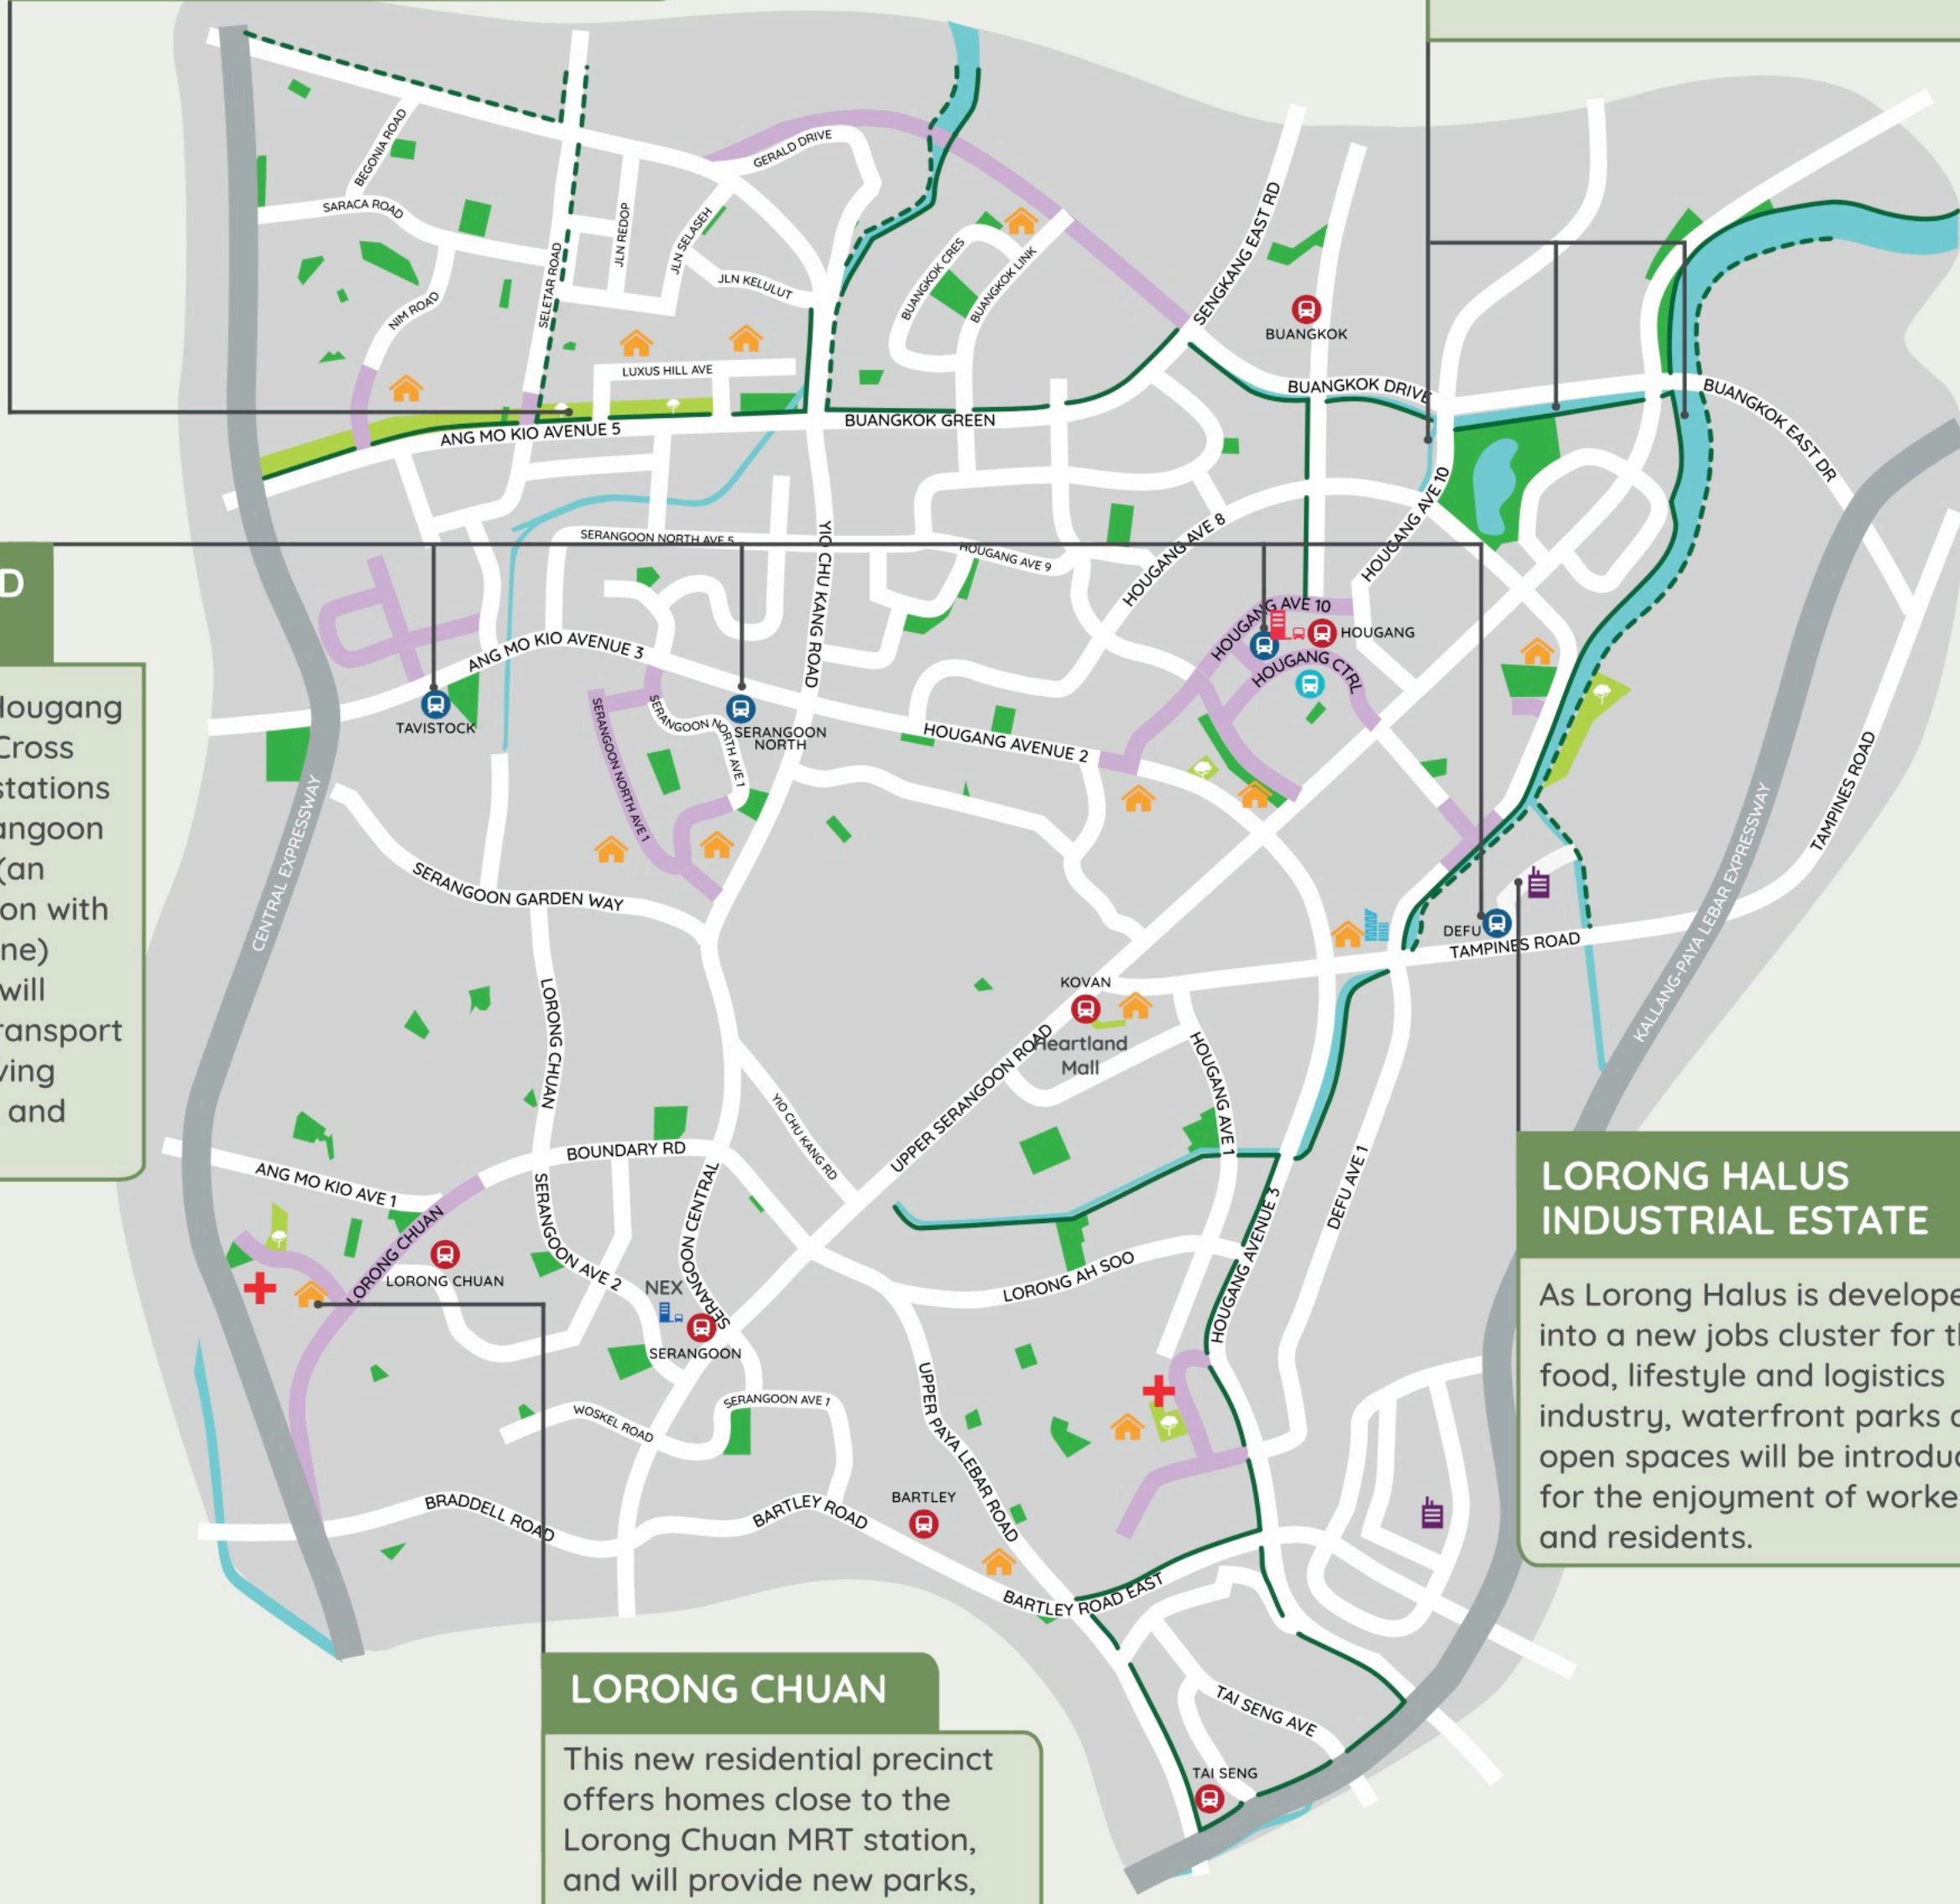 BEGONIA ROAD
SARACA ROAD
NIM ROAD
SELETAR ROAD
JLN REDOP
JLN SELASEH
JLN KELULUT
GERALD DRIVE
BUANGKOK CRES
BUANGKOK LINK
SENGKANG EAST RD
BUANGKOK
LUXUS HILL AVE
BUANGKOK DRIVE
BUANGKOK EAST DR
ANG MO KIO AVENUE 5
BUANGKOK GREEN
HOUGANG AVE 10
HOUGANG AVE 8
SERANGOON NORTH AVE 5
HOUGANG AVE 9
YIO CHU KANG ROAD
D
HOUGANG AVE 10
HOUGANG
HOUGANG CTRL
ANG MO KIO AVENUE 3
TAVISTOCK
SERANGOON NORTH AVE 1
SERANGOON NORTH AVE 1
SERANGOON
NORTH
HOUGANG AVENUE 2
Hougang
Cross
stations
angoon
(an
on with
ne)
will
ransport
ving
and
CENTRAL EXPRESSWAY
SERANGOON GARDEN WAY
TAMPINES ROAD
KALLANG-PAYA LEBAR EXPRESSWAY
DEFU
TAMPINES ROAD
LORONG CHUAN
KOVAN
Heartland
Mall
UPPER SERANGOON ROAD
HOUGANG AVE 1
YIO CHU KANG RD
BOUNDARY RD
ANG MO KIO AVE 1
SERANGOON CENTRAL
SERANGOON AVE 2
LORONG CHUAN
LORONG CHUAN
DEFU AVE 1
HOUGANG AVENUE 3
LORONG AH SOO
NEX
SERANGOON
LORONG HALUS
INDUSTRIAL ESTATE
As Lorong Halus is develope
into a new jobs cluster for th
food, lifestyle and logistics
industry, waterfront parks
open spaces will be introdu
for the enjoyment of worke
and residents.
UPPER PAYA LEBAR ROAD
SERANGOON AVE 1
WOSKEL ROAD
BRADDELL ROAD
BARTLEY ROAD
BARTLEY
BARTLEY ROAD EAST
TAI SENG AVE
TAI SENG
LORONG CHUAN
This new residential precinct
offers homes close to the
Lorong Chuan MRT station,
and will provide new parks,